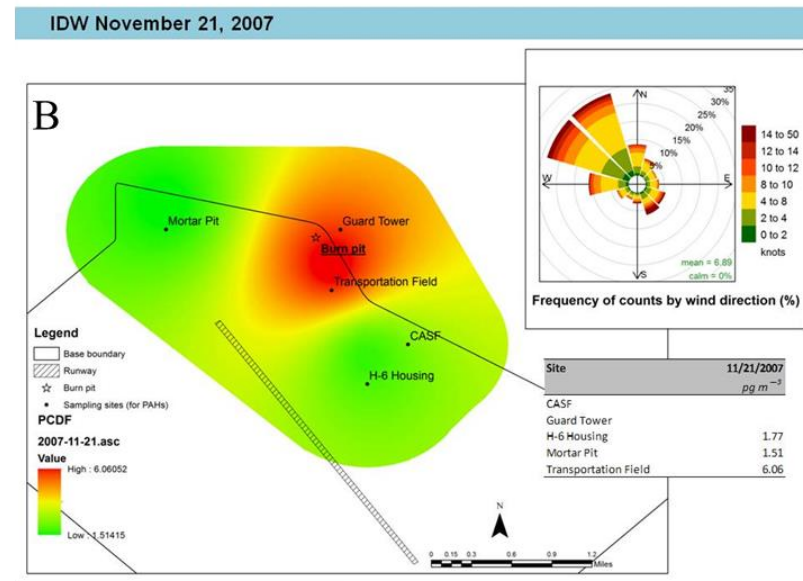 IDW November 21, 2007
B
Mortar Pit
Guard Tower
Burn pit
Transportation Field
CASF
H-6 Housing
Legend
Base boundary
Runway
Burn pit
Sampling sites (for PAHs)
PCDF
2007-11-21.asc
Value
High : 6.06052
Low : 1.51415
N
0 0.15 0.3 0.6 0.9 1.2
Miles
N
W E
S
5%
10%
15%
20%
25%
30%
35
14 to 50
12 to 14
10 to 12
8 to 10
4 to 8
2 to 4
0 to 2
knots
mean = 6.89
calm = 0%
Frequency of counts by wind direction (%)
Site 11/21/2007
pg m⁻³
CASF
Guard Tower
H-6 Housing 1.77
Mortar Pit 1.51
Transportation Field 6.06